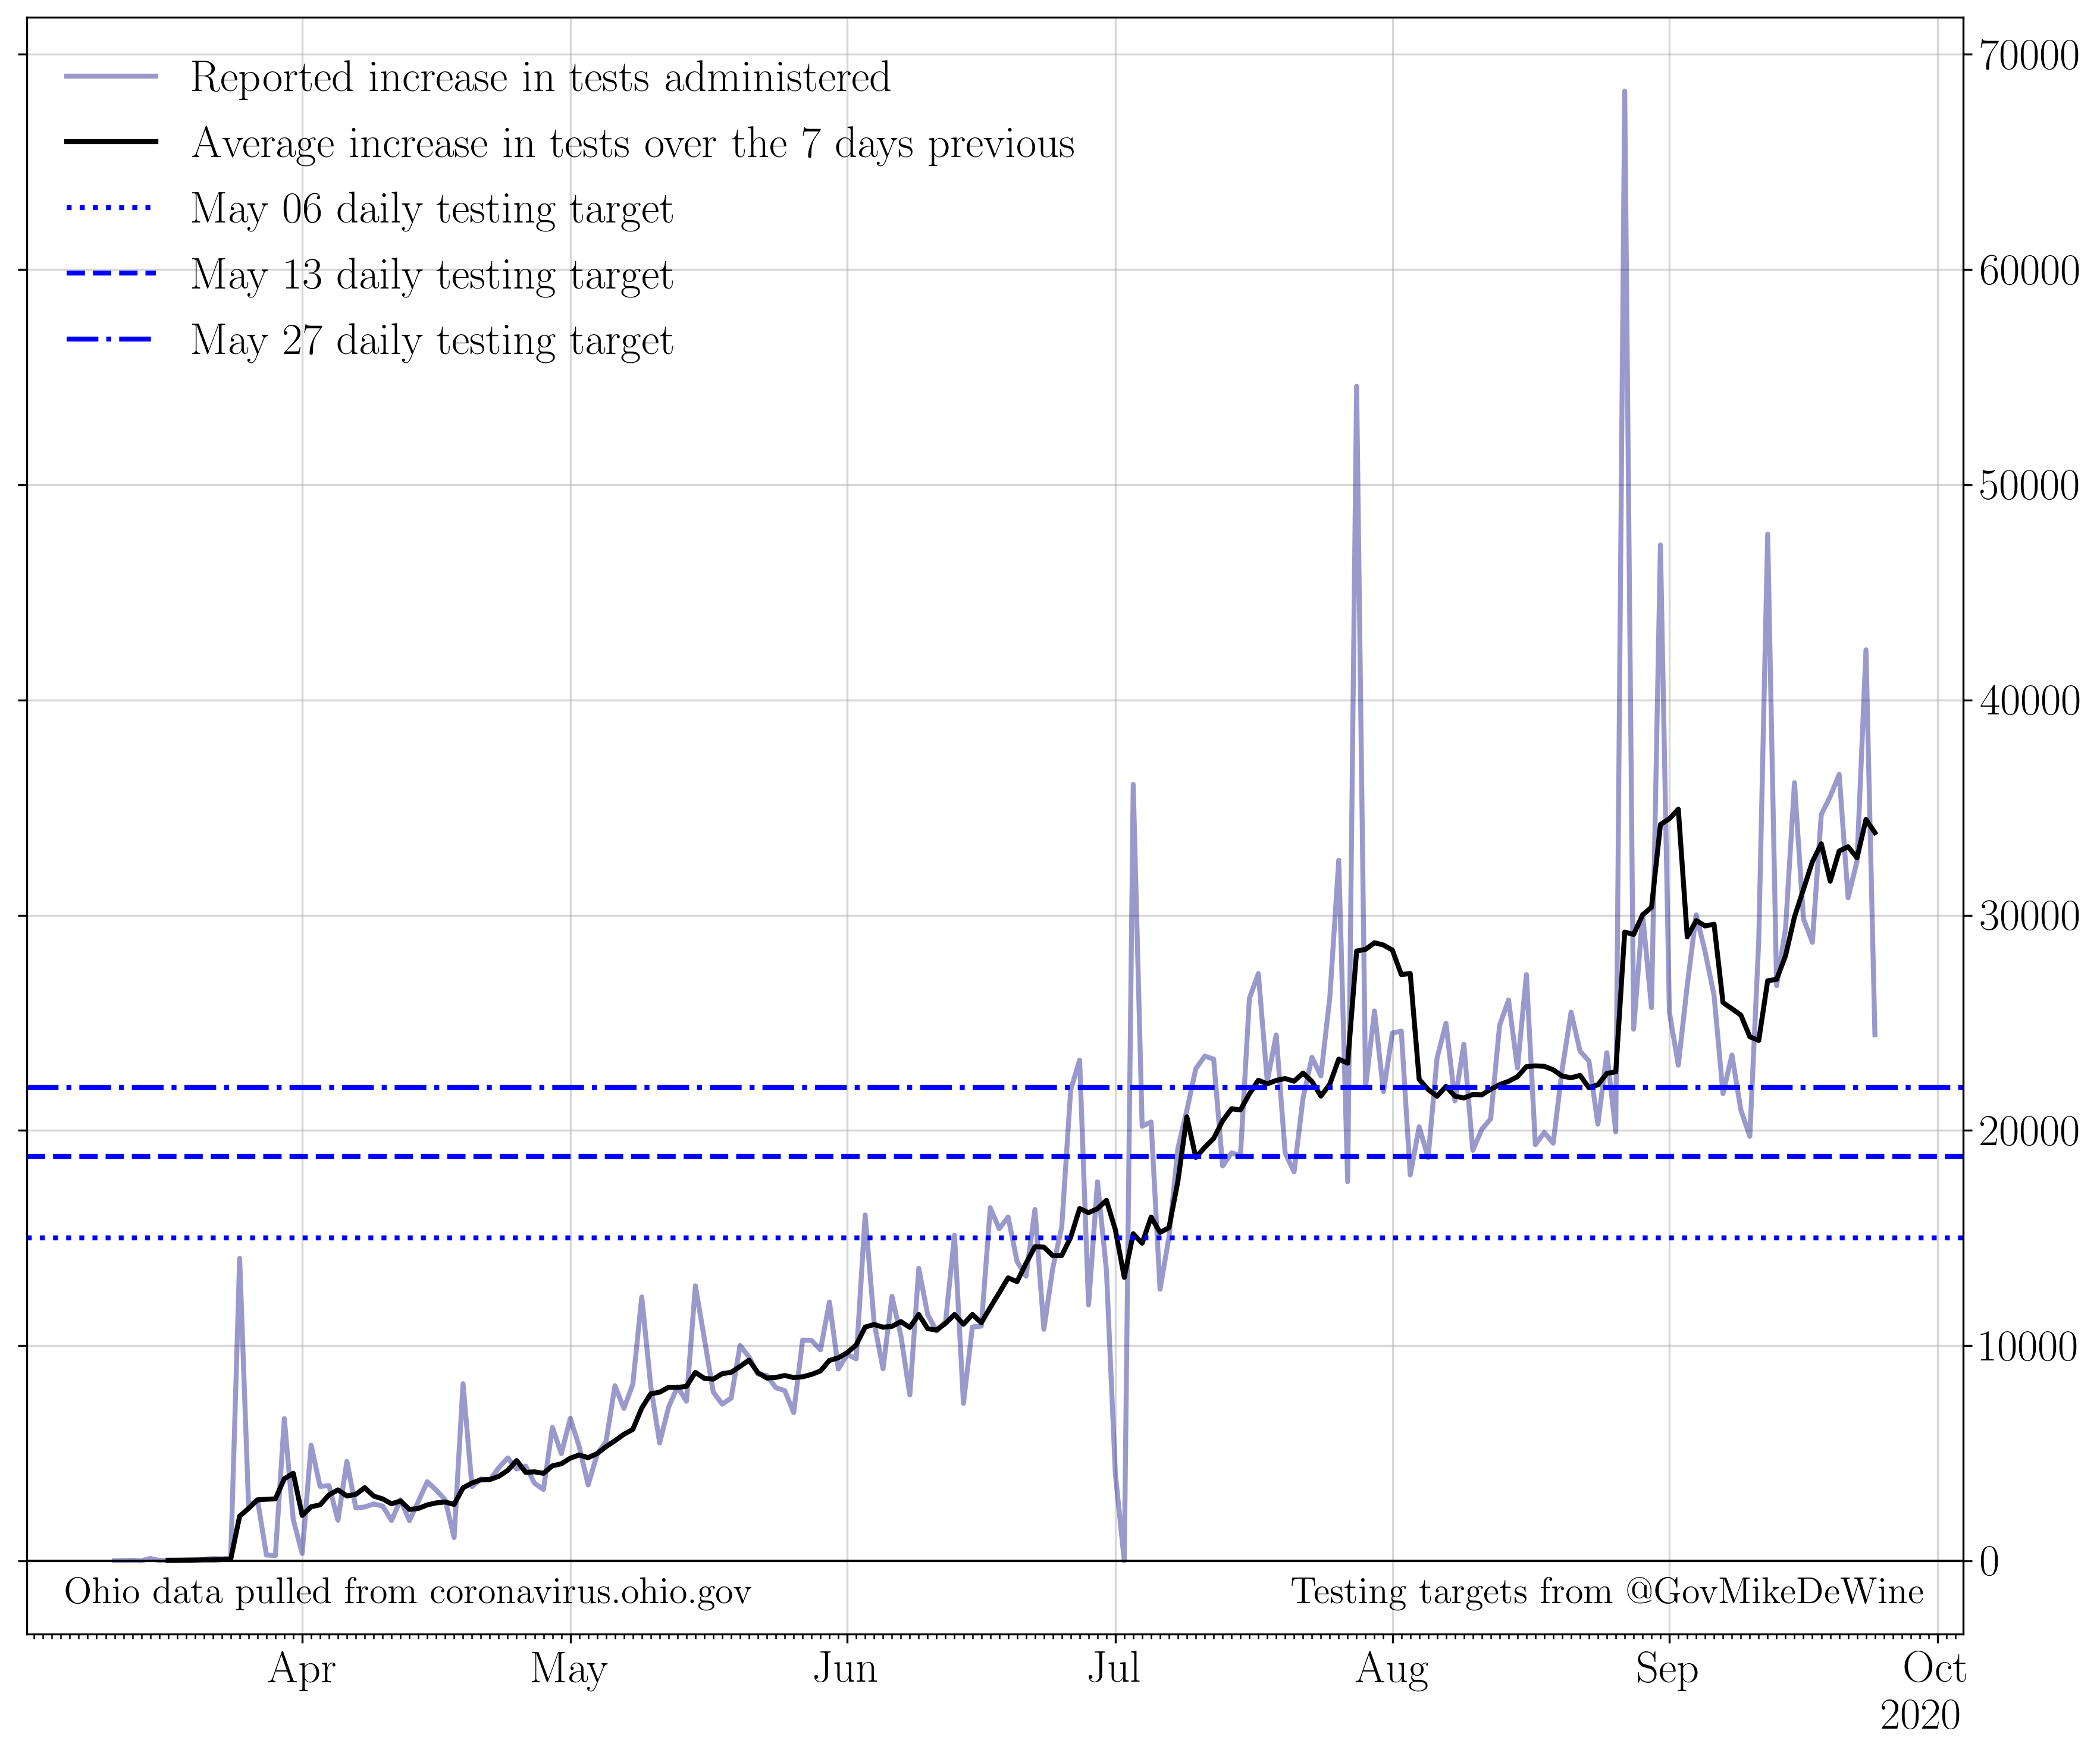 Reported increase in tests administered
Average increase in tests over the 7 days previous
May 06 daily testing target
May 13 daily testing target
May 27 daily testing target
70000
60000
50000
40000
30000
20000
10000
0
Ohio data pulled from coronavirus.ohio.gov
Testing targets from @GovMikeDeWine
Apr May Jun Jul Aug Sep Oct
2020